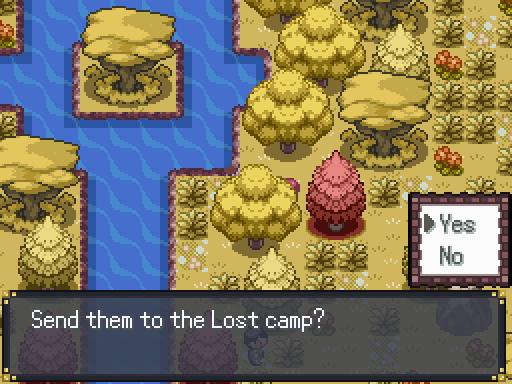 Yes
No
Send them to the Lost camp?